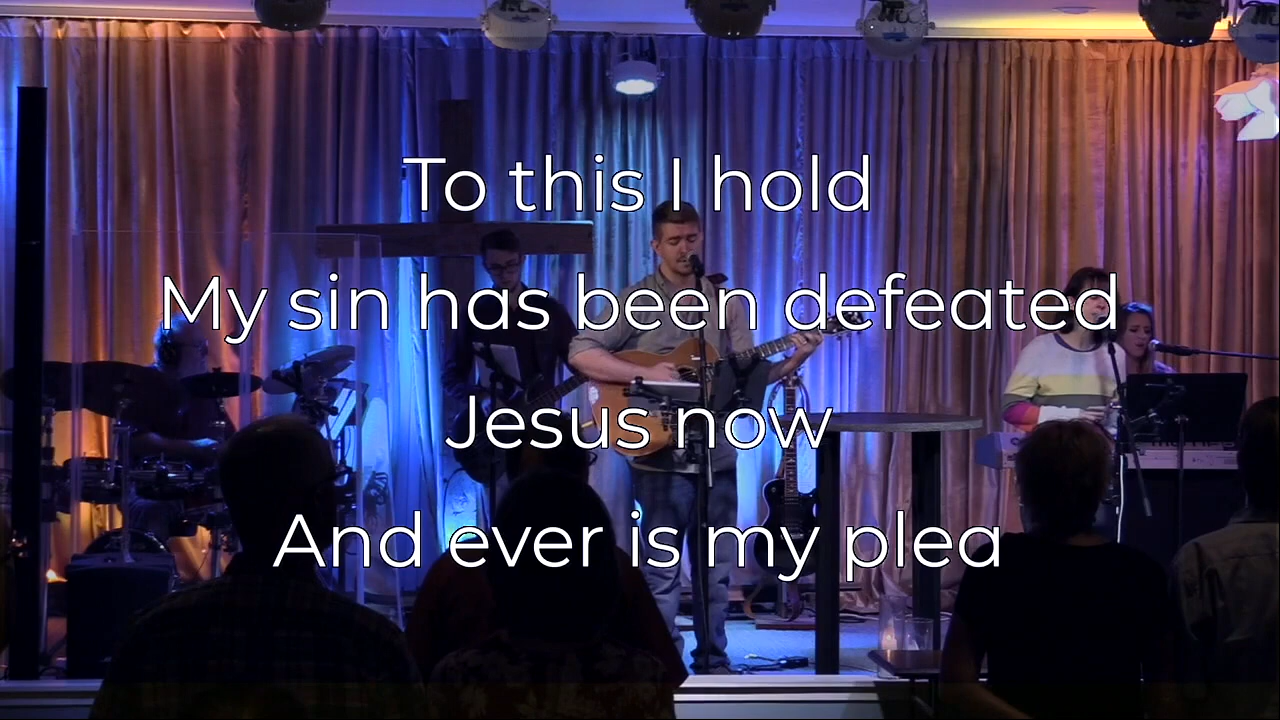 To this I hold
My sin has been defeated
Jesus now
And ever is my plea